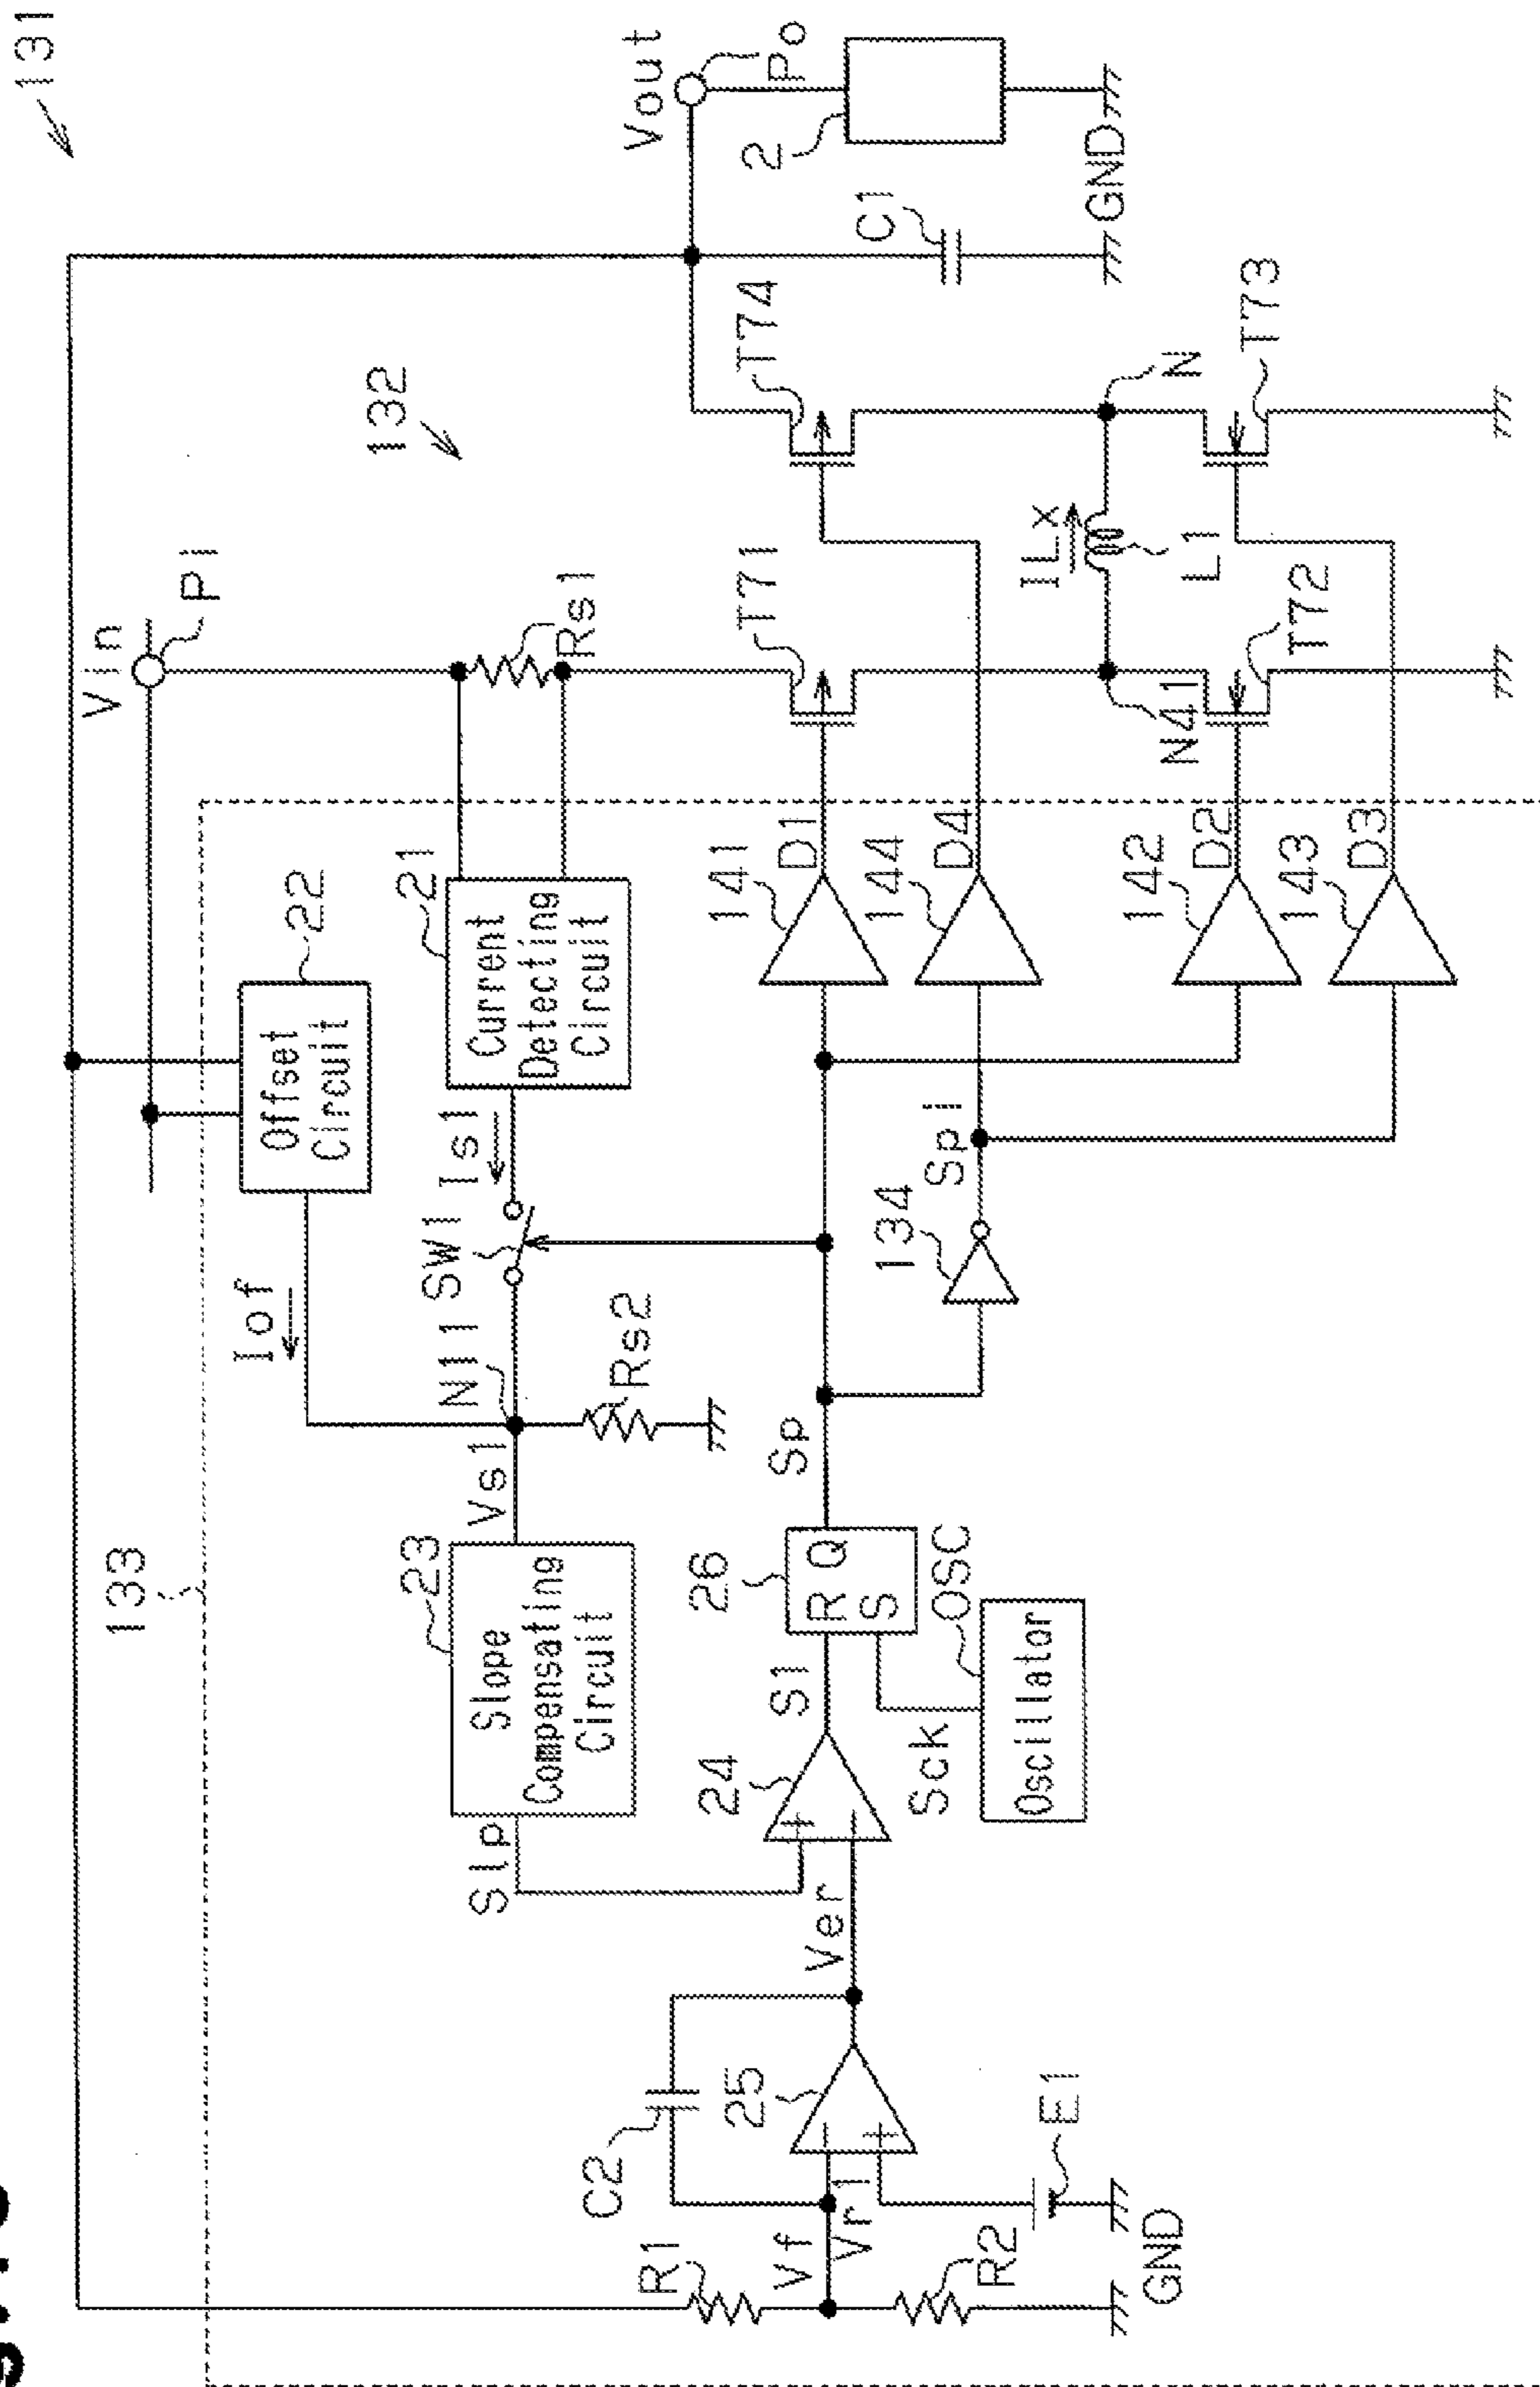 131
Vin
Pi
Vout
Po
2
GND
C1
132
133
Offset
Circuit
22
Iof
Current
Detecting
Circuit
21
Is1
SW1
N11
Vs1
Rs1
Rs2
Slope
Compensating
Circuit
23
Slp
T74
T71
ILx
L1
N
N41
T73
T72
141
D1
144
D4
142
D2
143
D3
134
Spi
Sp
26
R Q
S
OSC
Oscillator
Sck
S1
24
Ver
C2
25
Vf
Vr1
R1
R2
E1
GND